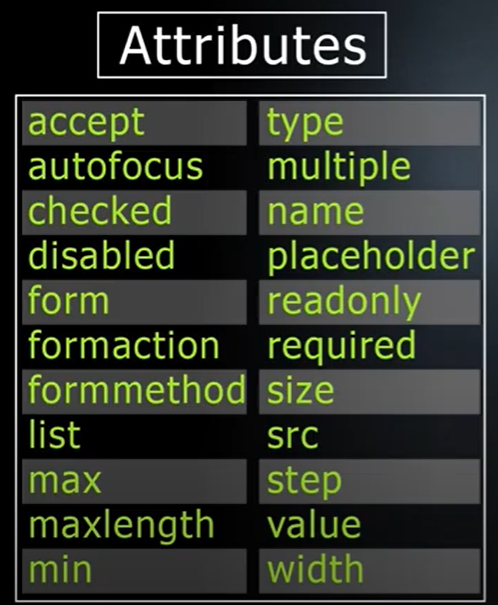 Attributes
accept type
autofocus multiple
checked name
disabled placeholder
form readonly
formaction required
formmethod size
list src
max step
maxlength value
min width